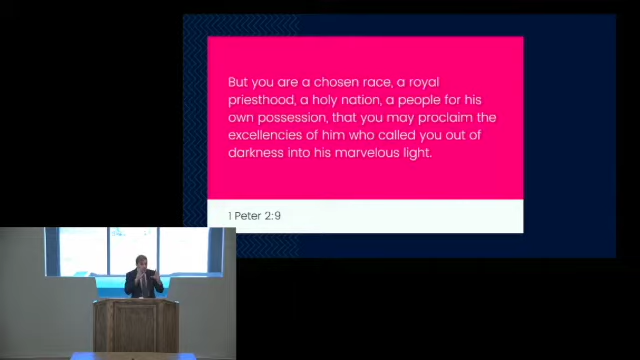 But you are a chosen race, a royal
priesthood, a holy nation, a people for his
own possession, that you may proclaim the
excellencies of him who called you out of
darkness into his marvelous light.
1 Peter 2:9